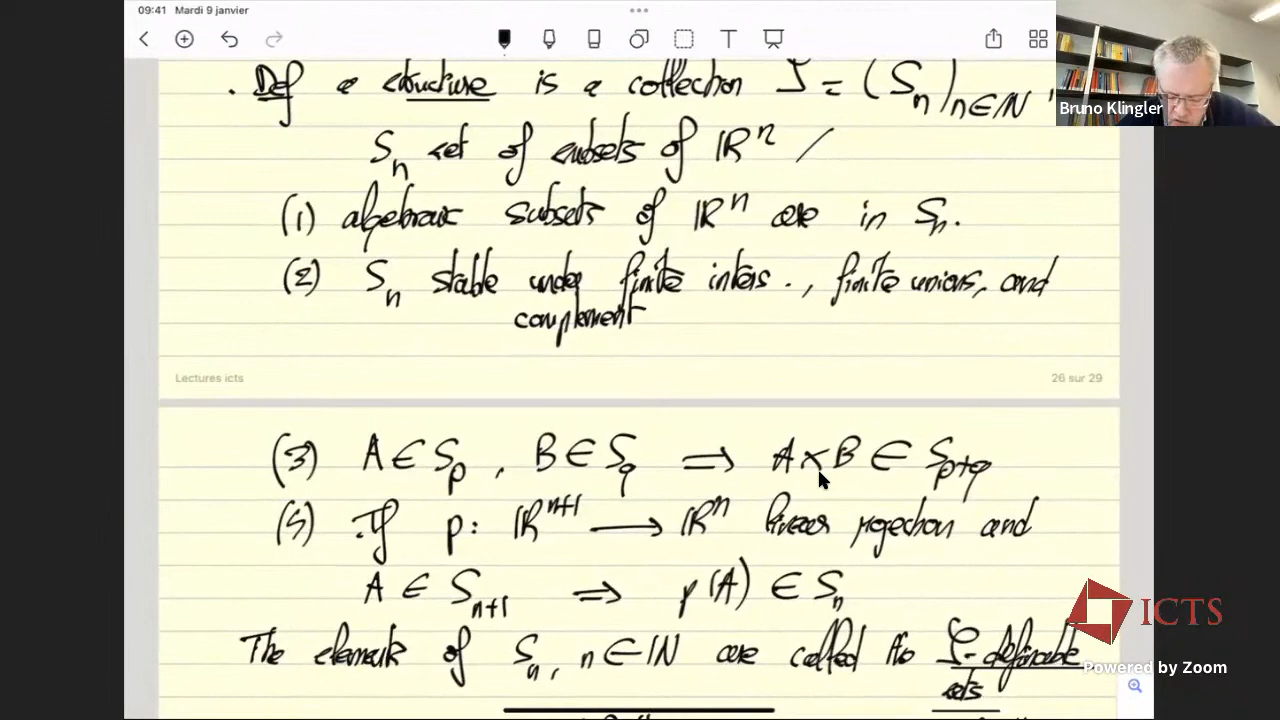 09:41 Mardi 9 janvier
. Def a structure is a collection S = (Sₙ)ₙ∈ℕ,
Bruno Klingler
Sₙ set of subsets of ℝⁿ /
(1) algebraic subsets of ℝⁿ are in Sₙ.
(2) Sₙ stable under finite inters., finite unions, and
complement
Lectures icts
26 sur 29
(3) A ∈ Sₚ, B ∈ S_q ⟹ A × B ∈ S_{p+q}
If p: ℝⁿ⁺¹ ⟶ ℝⁿ linear projection and
A ∈ Sₙ₊₁ ⟹ p(A) ∈ Sₙ
The elements of Sₙ, n ∈ ℕ are called the S-definable
sets
ICTS
Powered by Zoom